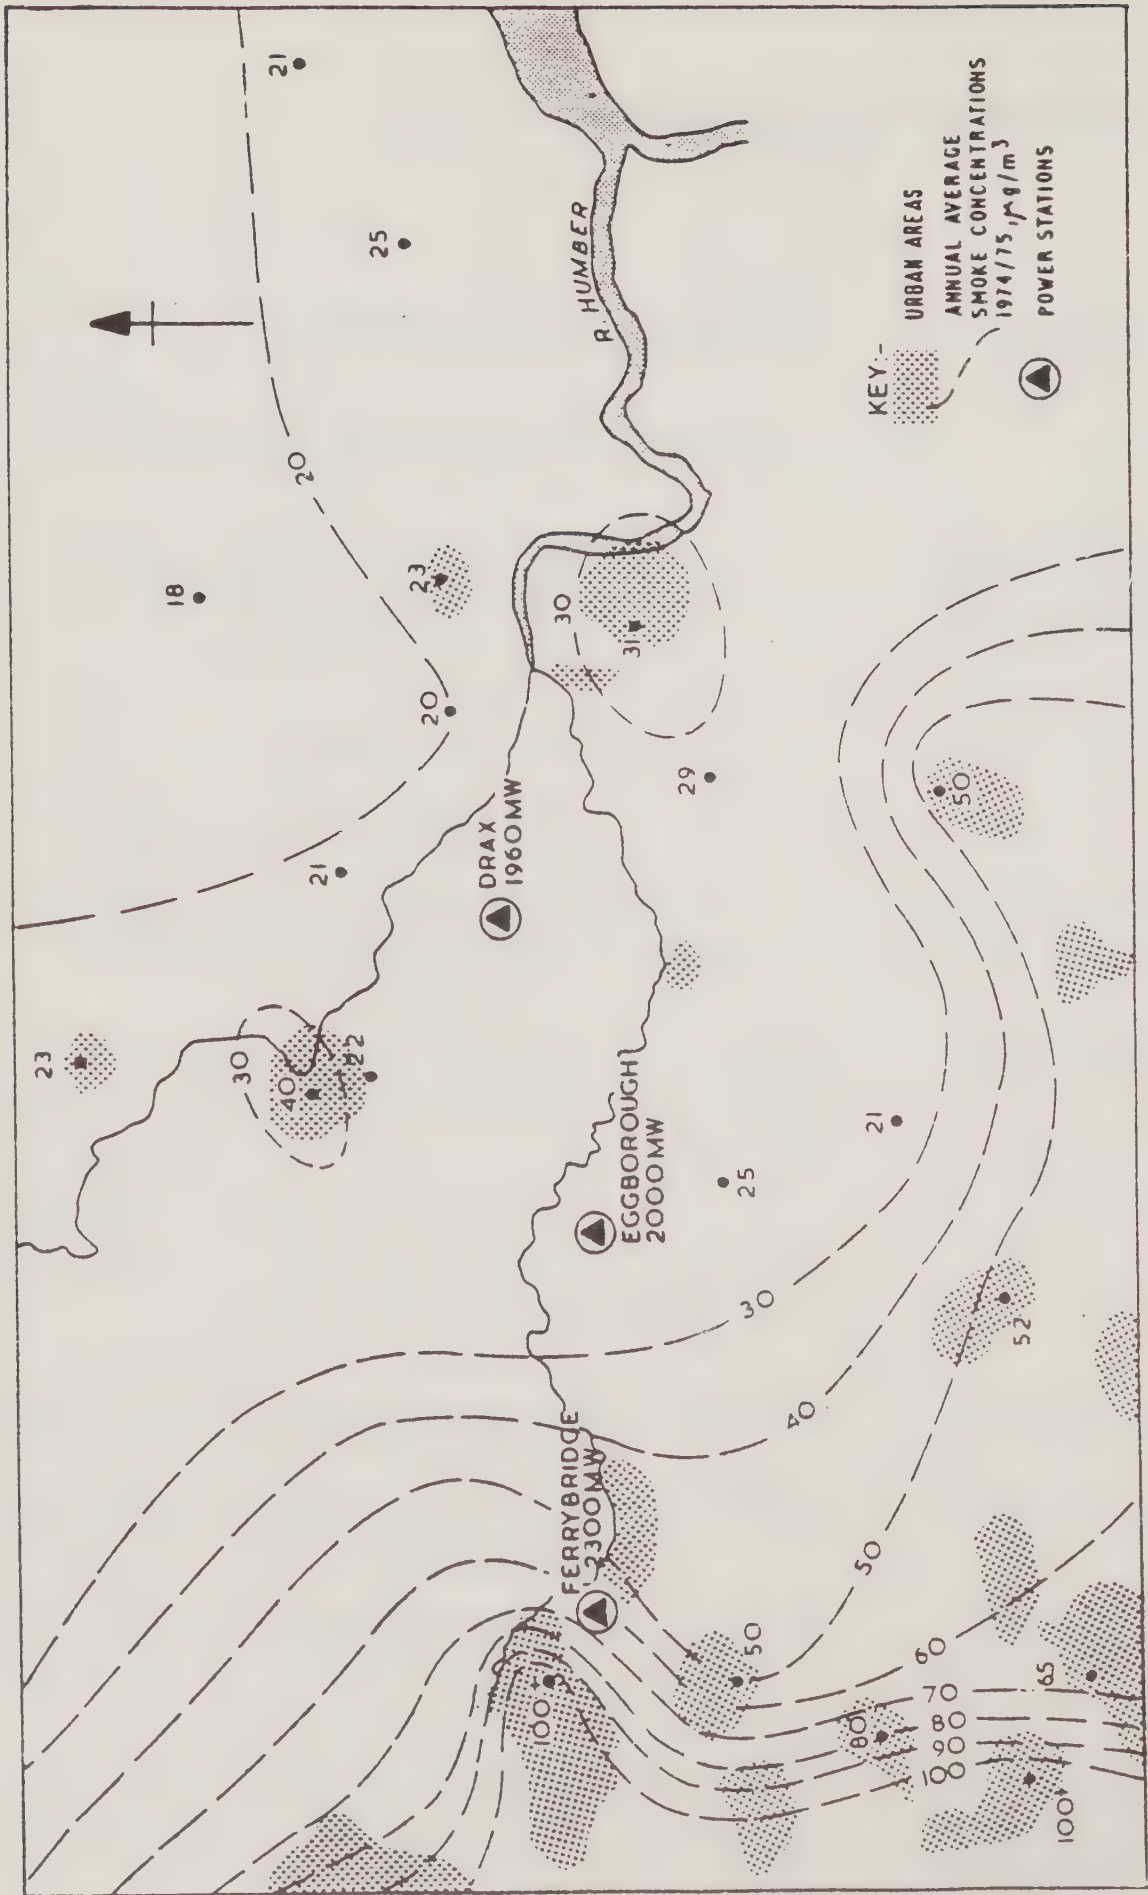 23
18
30
21
40
20
21
22
25
23
20
DRAX
1960MW
100+
30
FERRYBRIDGE
2300MW
R. HUMBER
EGGBOROUGH
2000MW
31
29
25
50
30
40
80
50
21
60
70
80
90
100
50
52
65
100+
KEY:-
URBAN AREAS
ANNUAL AVERAGE
SMOKE CONCENTRATIONS
1974/75, µg/m³
POWER STATIONS